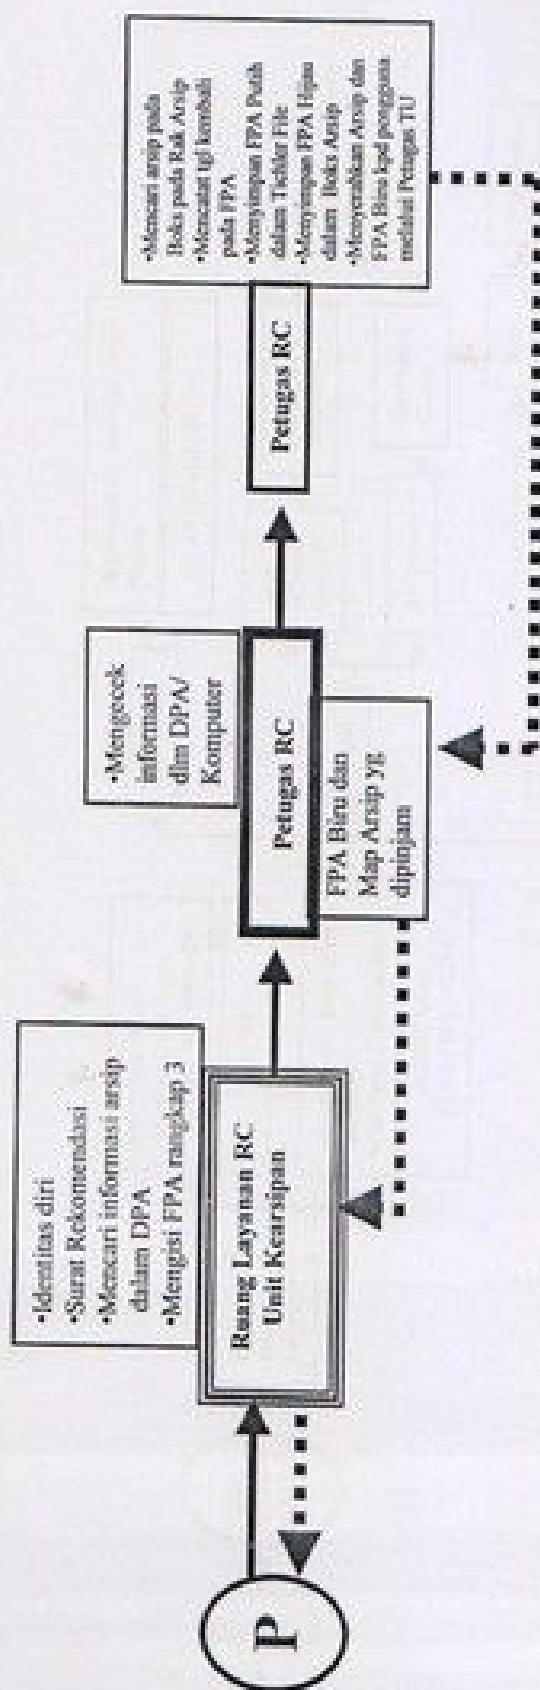 P
•Identitas diri
•Surat Rekomendasi
•Mencari informasi arsip
dalam DPA
•Mengisi FPA rangkap 3
Ruang Layanan RC
Unit Kearsipan
•Mengecek
informasi
dlm DPA/
Komputer
Petugas RC
FPA Biru dan
Map Arsip yg
dipinjam
•Mencari arsip pada
Boks pada Rak Arsip
•Mencatat tgl kembali
pada FPA
•Menyimpan FPA Putih
dalam Tickler File
•Menyimpan FPA Hijau
dalam Boks Arsip
•Menyerahkan Arsip dan
FPA Biru kpd pengguna
melalui Petugas TU
Petugas RC